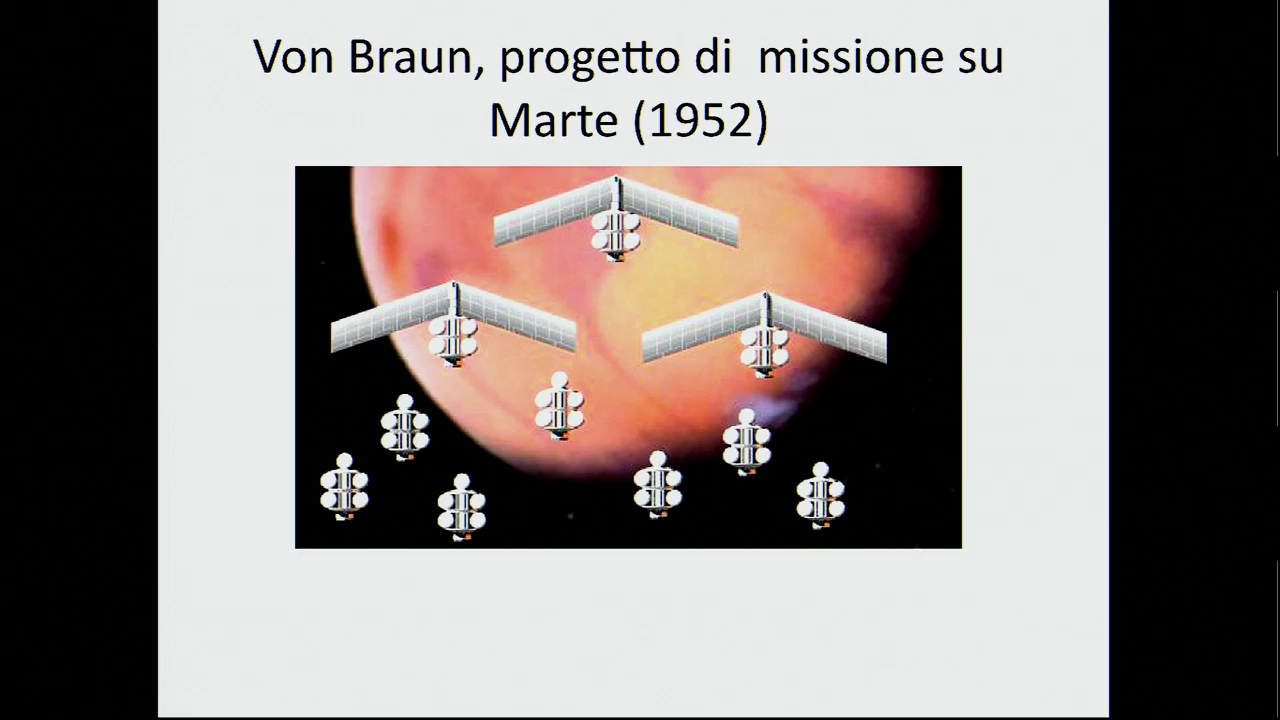 Von Braun, progetto di  missione su
Marte (1952)